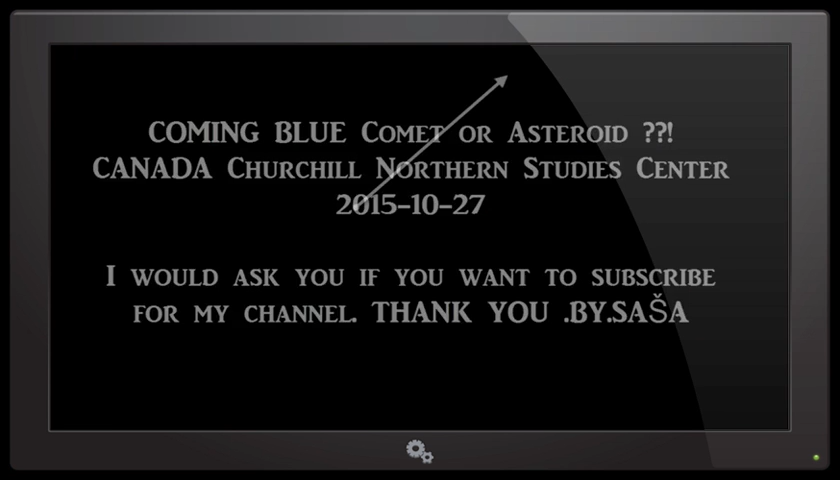 COMING BLUE Comet or Asteroid ??!
CANADA Churchill Northern Studies Center
2015-10-27
I would ask you if you want to subscribe
for my channel. THANK YOU .BY.SAŠA